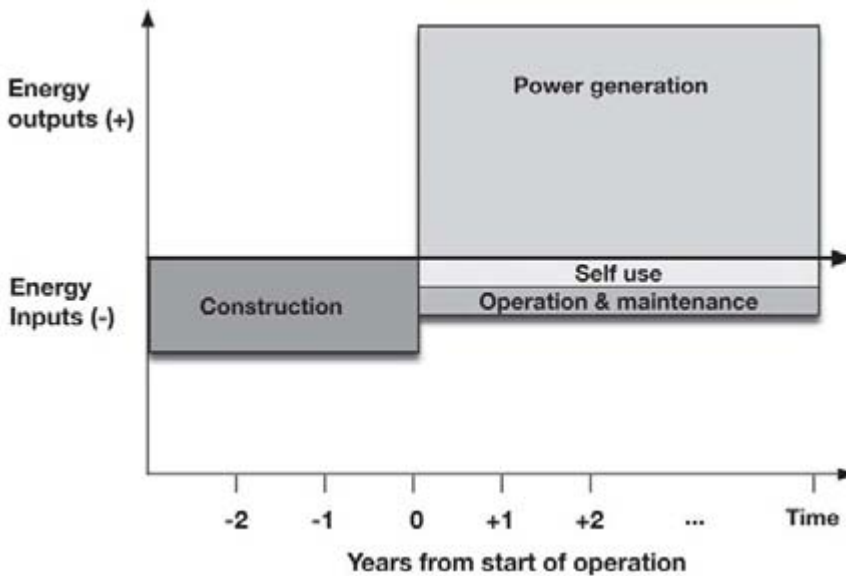 Energy
outputs (+)
Power generation
Energy
Inputs (-)
Construction
Self use
Operation & maintenance
-2 -1 0 +1 +2 ... Time
Years from start of operation